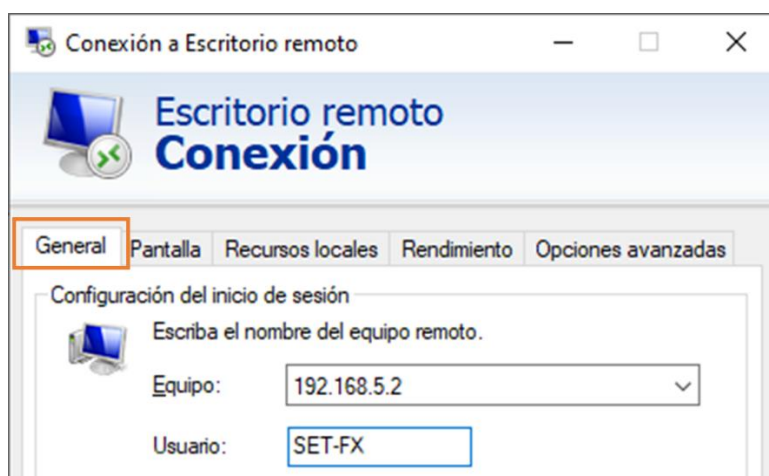 Conexión a Escritorio remoto
Escritorio remoto
Conexión
General Pantalla Recursos locales Rendimiento Opciones avanzadas
Configuración del inicio de sesión
Escriba el nombre del equipo remoto.
Equipo: 192.168.5.2
Usuario: SET-FX